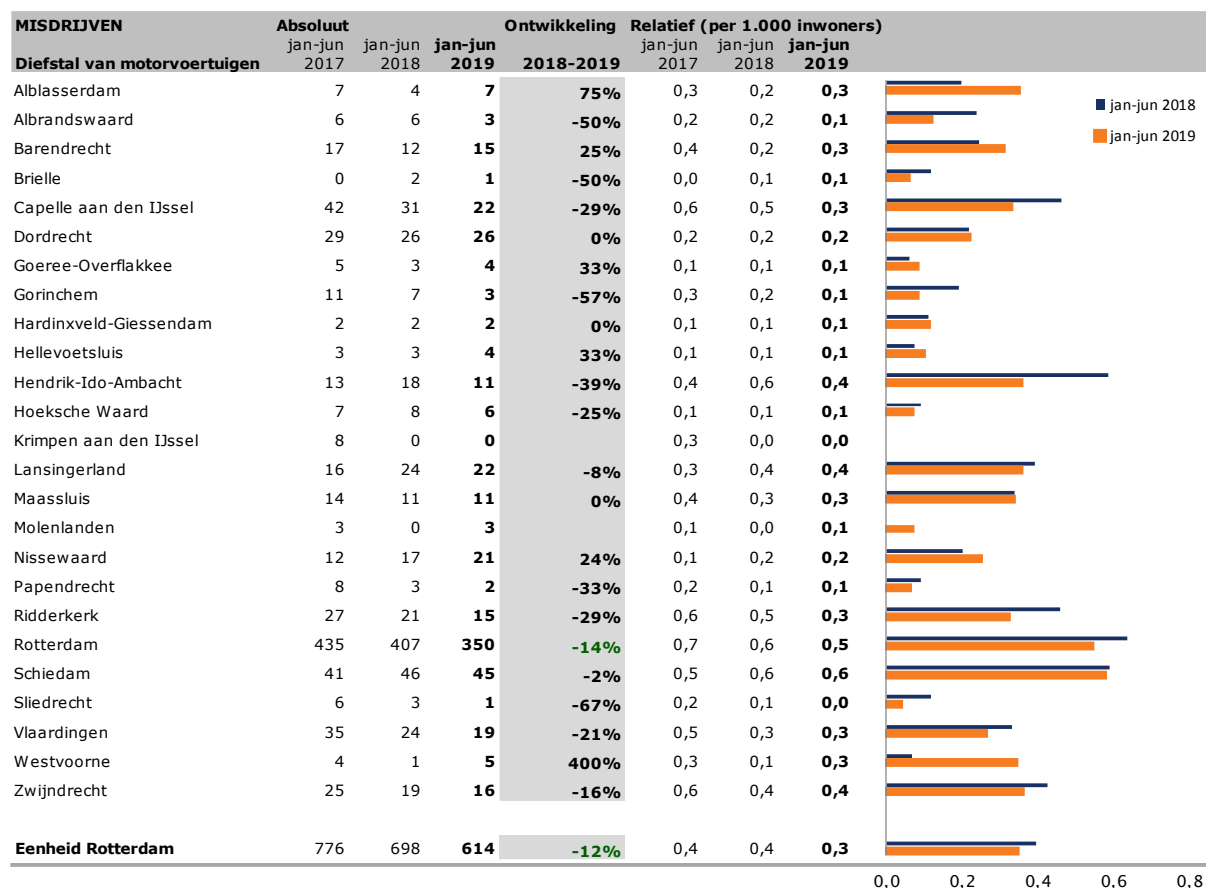 MISDRIJVEN Absoluut Ontwikkeling Relatief (per 1.000 inwoners)
jan-jun jan-jun jan-jun jan-jun jan-jun jan-jun
Diefstal van motorvoertuigen 2017 2018 2019 2018-2019 2017 2018 2019
Alblasserdam 7 4 7 75% 0,3 0,2 0,3
jan-jun 2018
Albrandswaard 6 6 3 -50% 0,2 0,2 0,1
jan-jun 2019
Barendrecht 17 12 15 25% 0,4 0,2 0,3
Brielle 0 2 1 -50% 0,0 0,1 0,1
Capelle aan den IJssel 42 31 22 -29% 0,6 0,5 0,3
Dordrecht 29 26 26 0% 0,2 0,2 0,2
Goeree-Overflakkee 5 3 4 33% 0,1 0,1 0,1
Gorinchem 11 7 3 -57% 0,3 0,2 0,1
Hardinxveld-Giessendam 2 2 2 0% 0,1 0,1 0,1
Hellevoetsluis 3 3 4 33% 0,1 0,1 0,1
Hendrik-Ido-Ambacht 13 18 11 -39% 0,4 0,6 0,4
Hoeksche Waard 7 8 6 -25% 0,1 0,1 0,1
Krimpen aan den IJssel 8 0 0 0,3 0,0 0,0
Lansingerland 16 24 22 -8% 0,3 0,4 0,4
Maassluis 14 11 11 0% 0,4 0,3 0,3
Molenlanden 3 0 3 0,1 0,0 0,1
Nissewaard 12 17 21 24% 0,1 0,2 0,2
Papendrecht 8 3 2 -33% 0,2 0,1 0,1
Ridderkerk 27 21 15 -29% 0,6 0,5 0,3
Rotterdam 435 407 350 -14% 0,7 0,6 0,5
Schiedam 41 46 45 -2% 0,5 0,6 0,6
Sliedrecht 6 3 1 -67% 0,2 0,1 0,0
Vlaardingen 35 24 19 -21% 0,5 0,3 0,3
Westvoorne 4 1 5 400% 0,3 0,1 0,3
Zwijndrecht 25 19 16 -16% 0,6 0,4 0,4
Eenheid Rotterdam 776 698 614 -12% 0,4 0,4 0,3
0,0 0,2 0,4 0,6 0,8